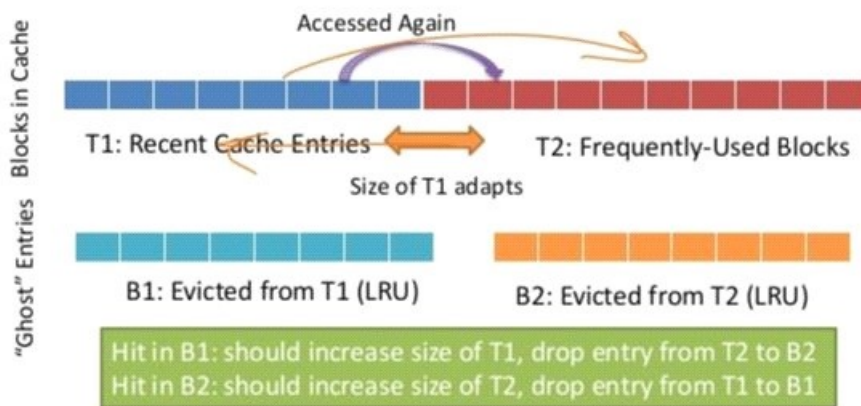 Accessed Again
Blocks in Cache
T1: Recent Cache Entries
T2: Frequently-Used Blocks
Size of T1 adapts
"Ghost" Entries
B1: Evicted from T1 (LRU)
B2: Evicted from T2 (LRU)
Hit in B1: should increase size of T1, drop entry from T2 to B2
Hit in B2: should increase size of T2, drop entry from T1 to B1